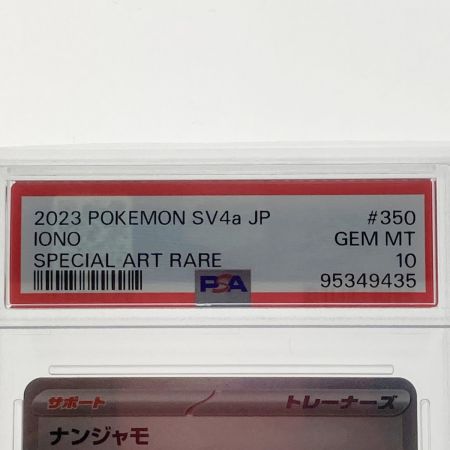 2023 POKEMON SV4a JP #350
IONO GEM MT
SPECIAL ART RARE 10
PSA 95349435
サポート トレーナーズ
ナンジャモ